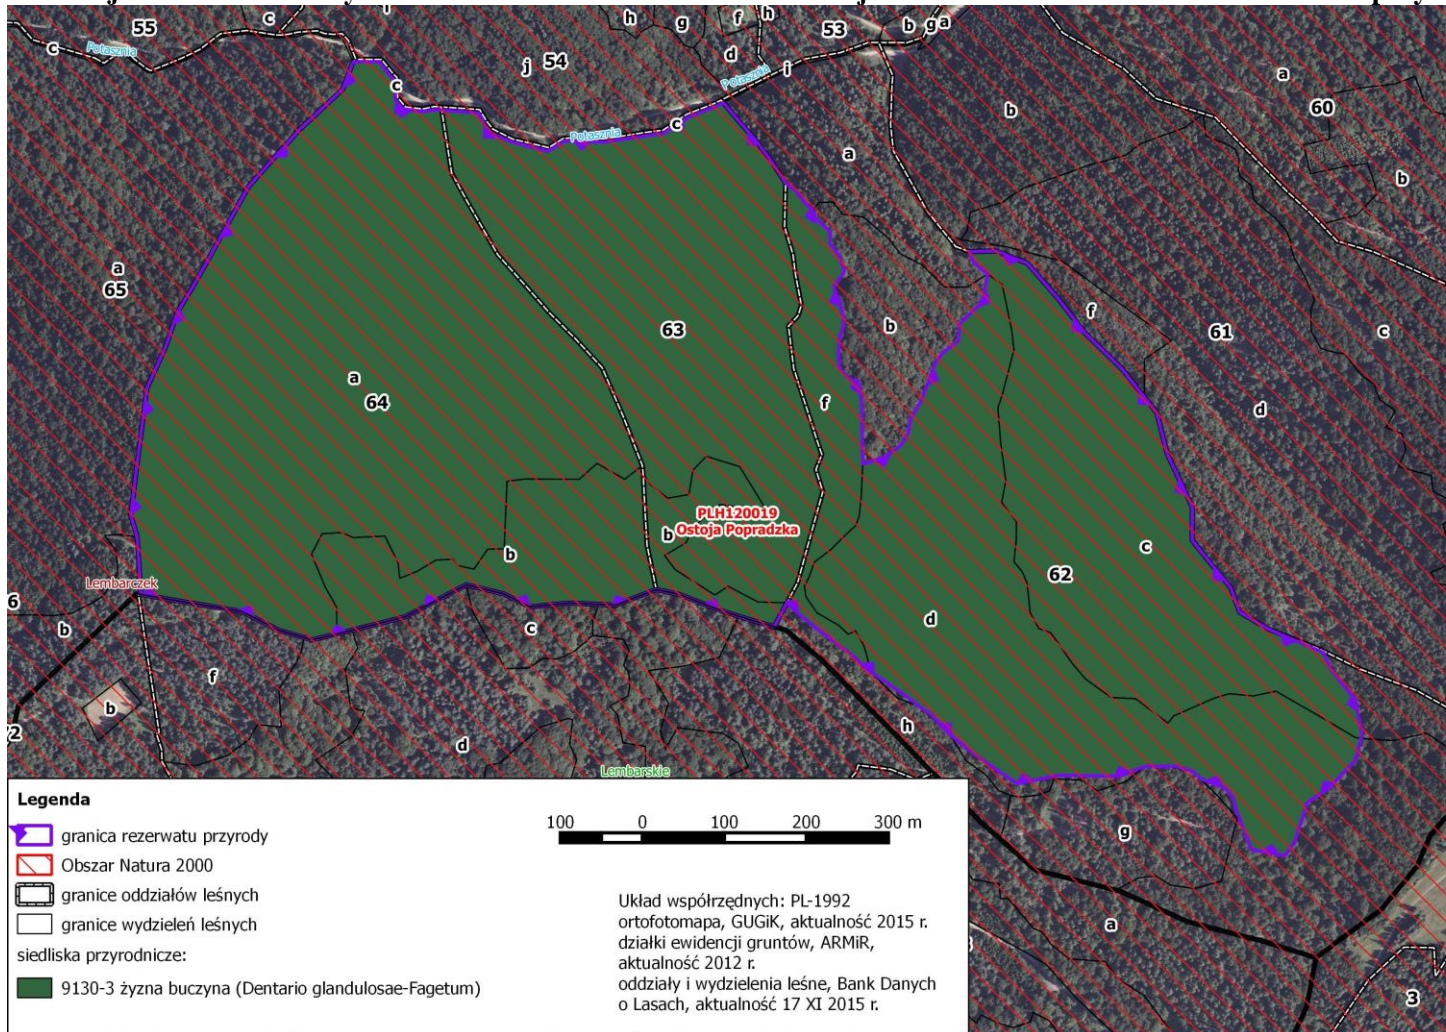 55
c
Potasznia
c
j
54
h
g
f
h
d
53
b
g
a
i
Potasznia
c
Potasznia
c
a
60
b
b
a
a
65
63
b
f
61
c
a
64
f
d
PLH120019
Ostoja Popradzka
b
b
c
62
d
Lembarczek
6
b
f
c
b
d
h
72
Lembarskie
g
a
3
Legenda
granica rezerwatu przyrody
Obszar Natura 2000
granice oddziałów leśnych
granice wydzieleń leśnych
siedliska przyrodnicze:
9130-3 żyzna buczyna (Dentario glandulosae-Fagetum)
100 0 100 200 300 m
Układ współrzędnych: PL-1992
ortofotomapa, GUGiK, aktualność 2015 r.
działki ewidencji gruntów, ARMiR,
aktualność 2012 r.
oddziały i wydzielenia leśne, Bank Danych
o Lasach, aktualność 17 XI 2015 r.